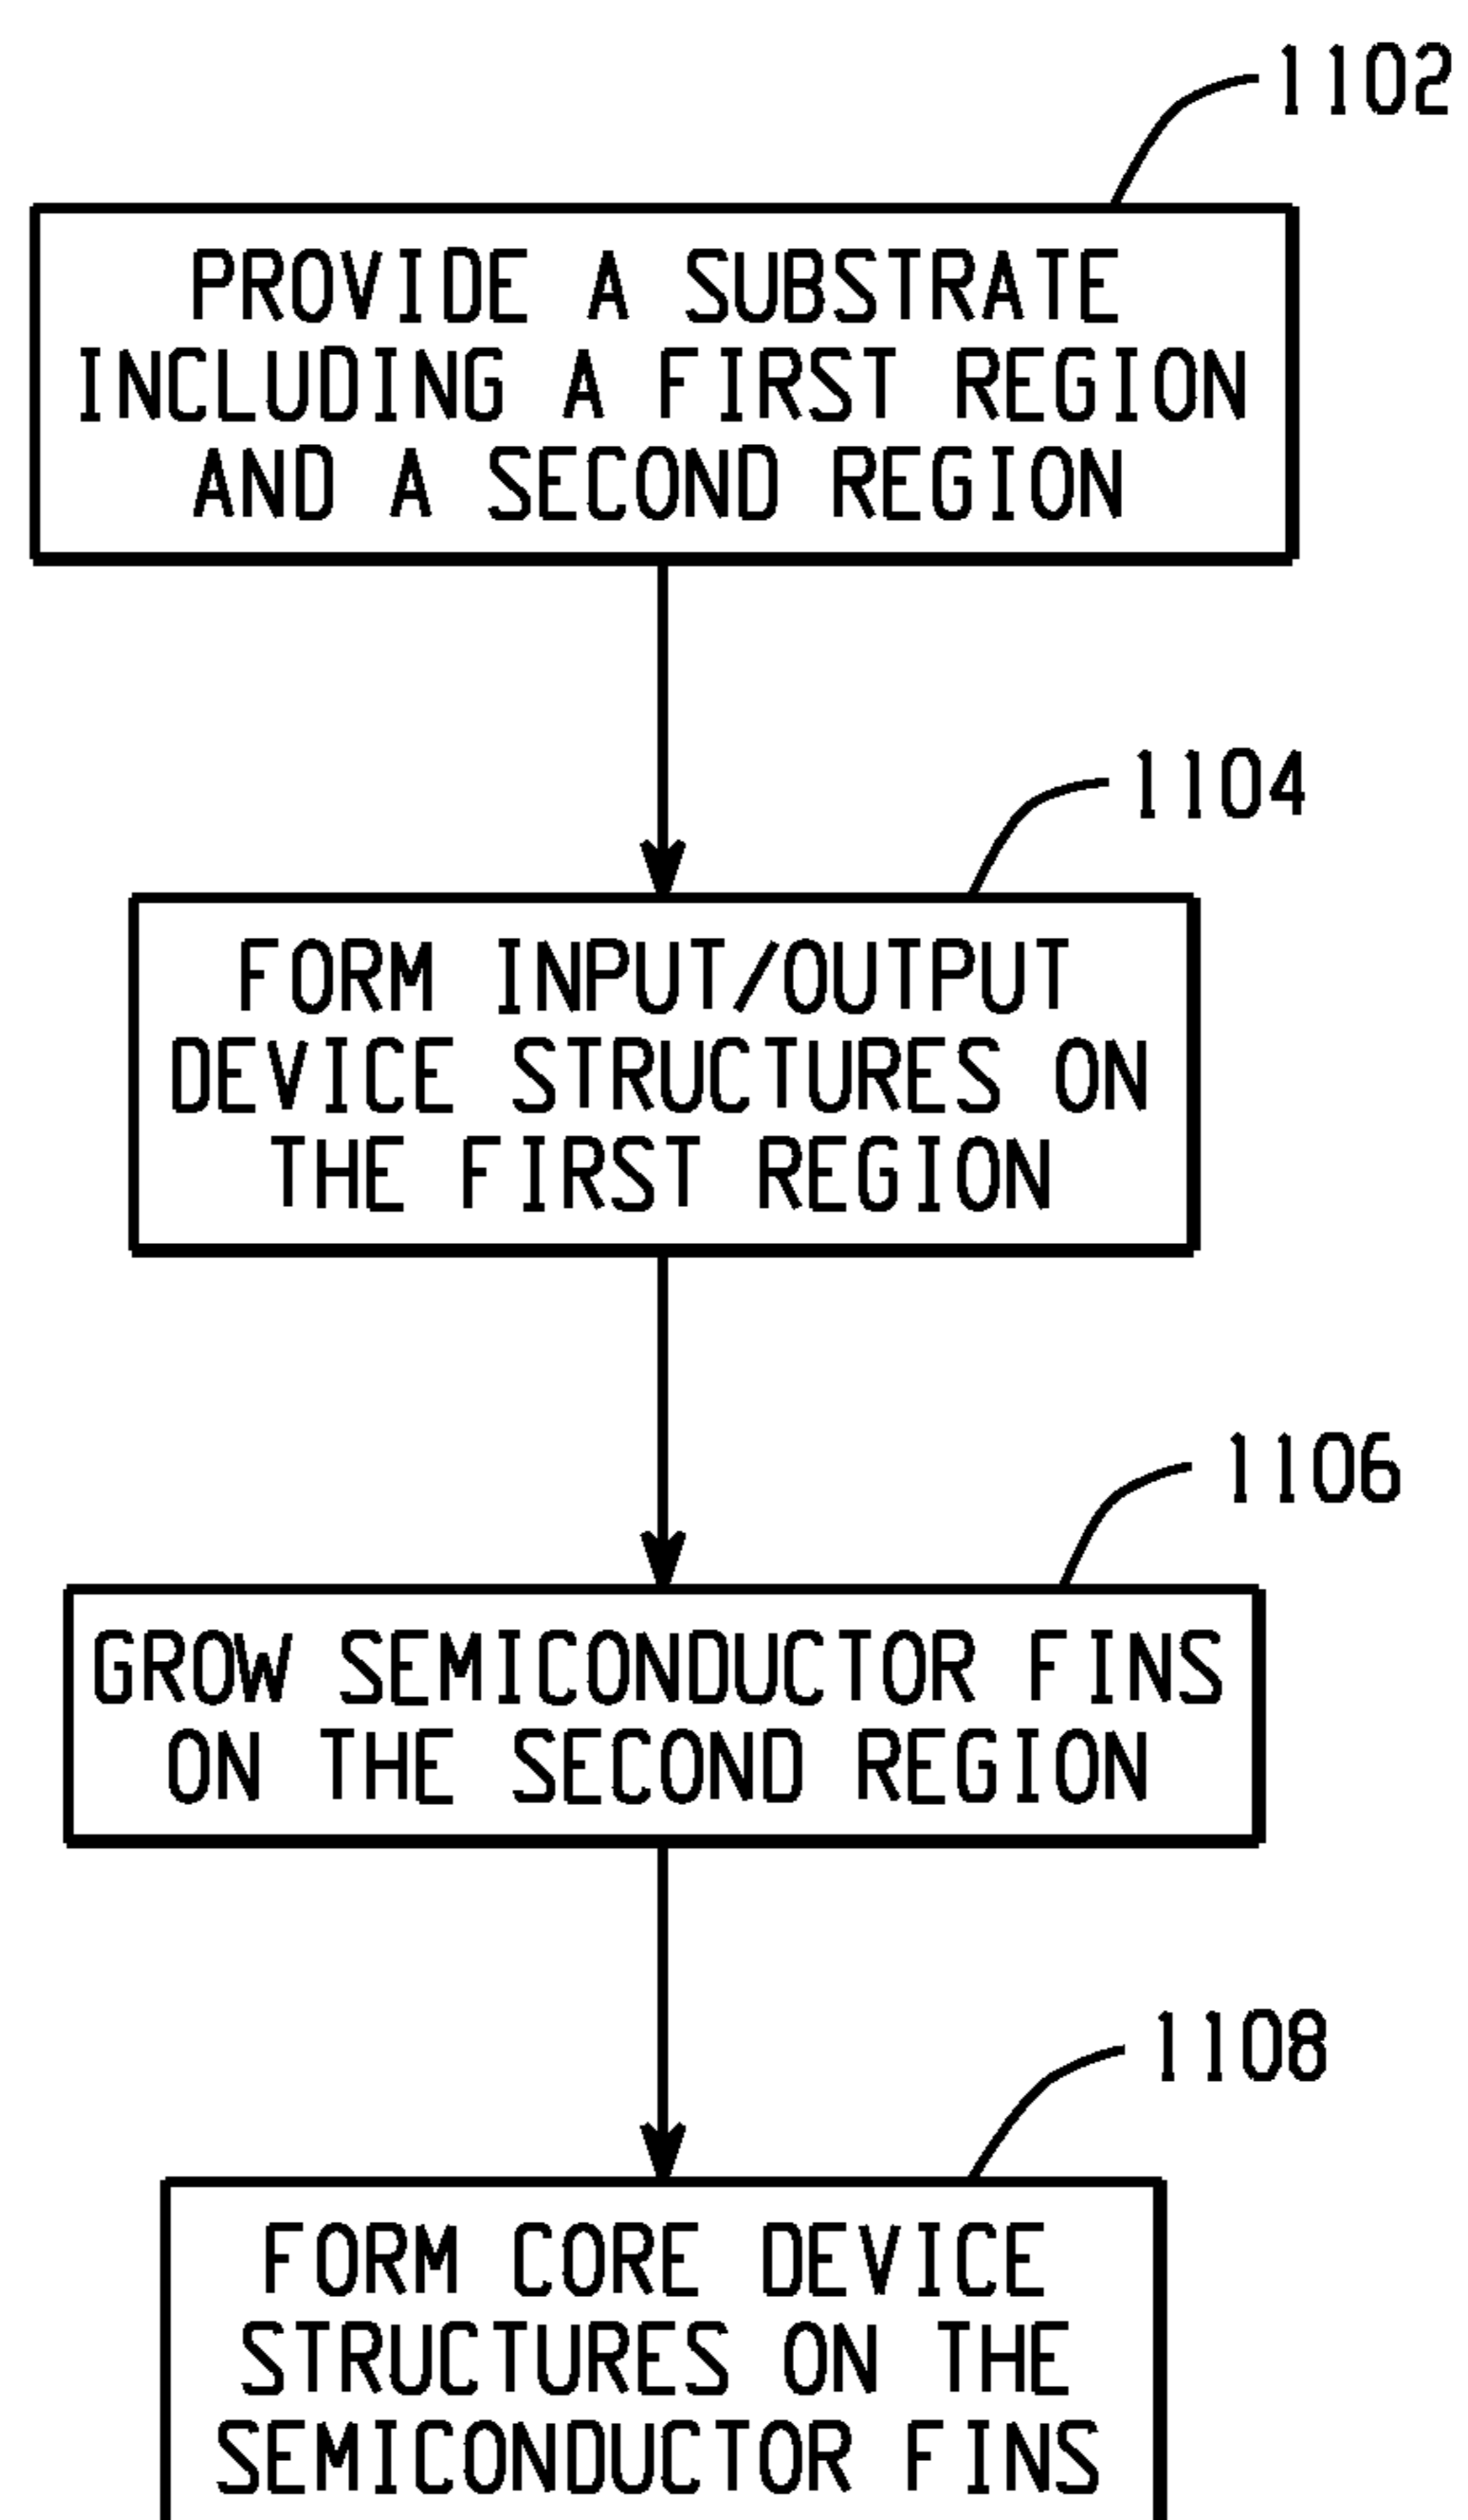 1102
PROVIDE A SUBSTRATE
INCLUDING A FIRST REGION
AND A SECOND REGION
1104
FORM INPUT/OUTPUT
DEVICE STRUCTURES ON
THE FIRST REGION
1106
GROW SEMICONDUCTOR FINS
ON THE SECOND REGION
1108
FORM CORE DEVICE
STRUCTURES ON THE
SEMICONDUCTOR FINS